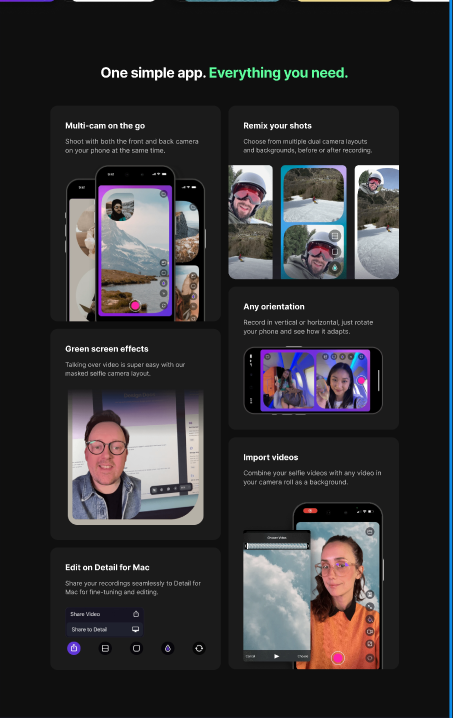 One simple app. Everything you need.
Multi-cam on the go
Shoot with both the front and back camera
on your phone at the same time.
Remix your shots
Choose from multiple dual camera layouts
and backgrounds, before or after recording.
Any orientation
Record in vertical or horizontal, just rotate
your phone and see how it adapts.
Green screen effects
Talking over video is super easy with our
masked selfie camera layout.
Import videos
Combine your selfie videos with any video in
your camera roll as a background.
Choose Video
Cancel
Choose
Edit on Detail for Mac
Share your recordings seamlessly to Detail for
Mac for fine-tuning and editing.
Share Video
Share to Detail